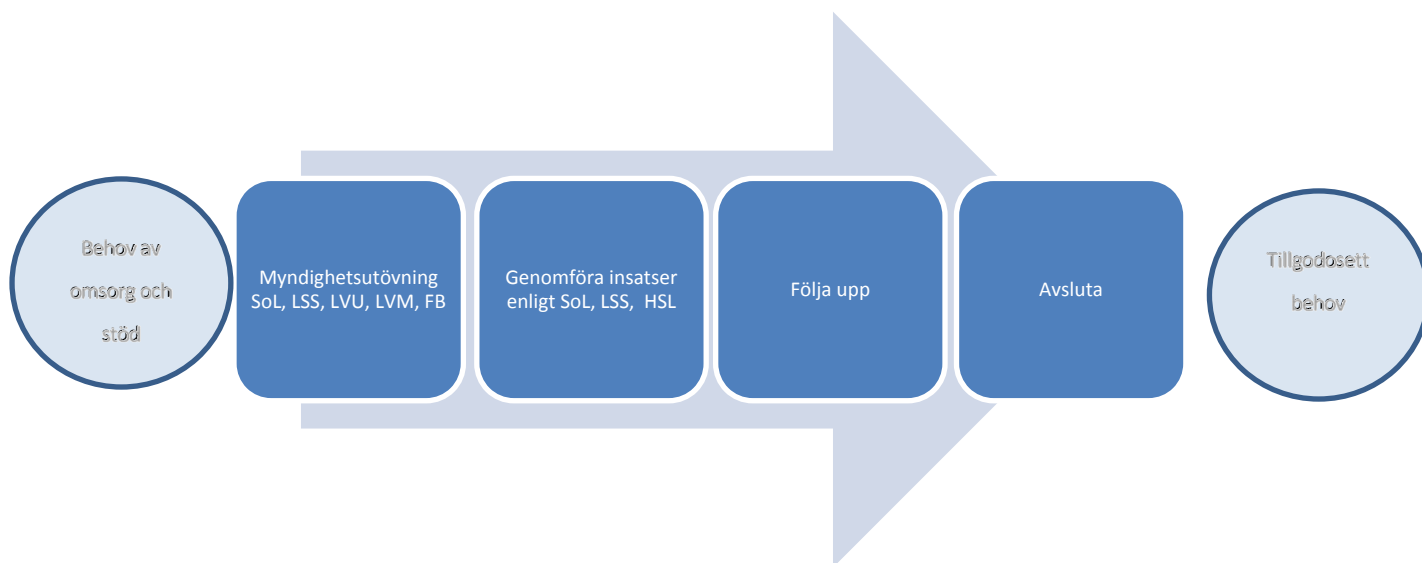 Behov av
omsorg och
stöd
Myndighetsutövning
SoL, LSS, LVU, LVM, FB
Genomföra insatser
enligt SoL, LSS,  HSL
Följa upp
Avsluta
Tillgodosett
behov